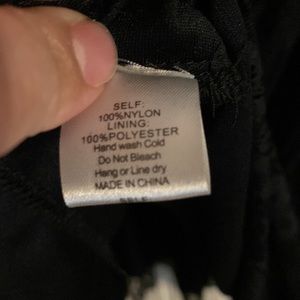 SELF:
100%NYLON
LINING:
100%POLYESTER
Hand wash Cold
Do Not Bleach
Hang or Line dry
MADE IN CHINA